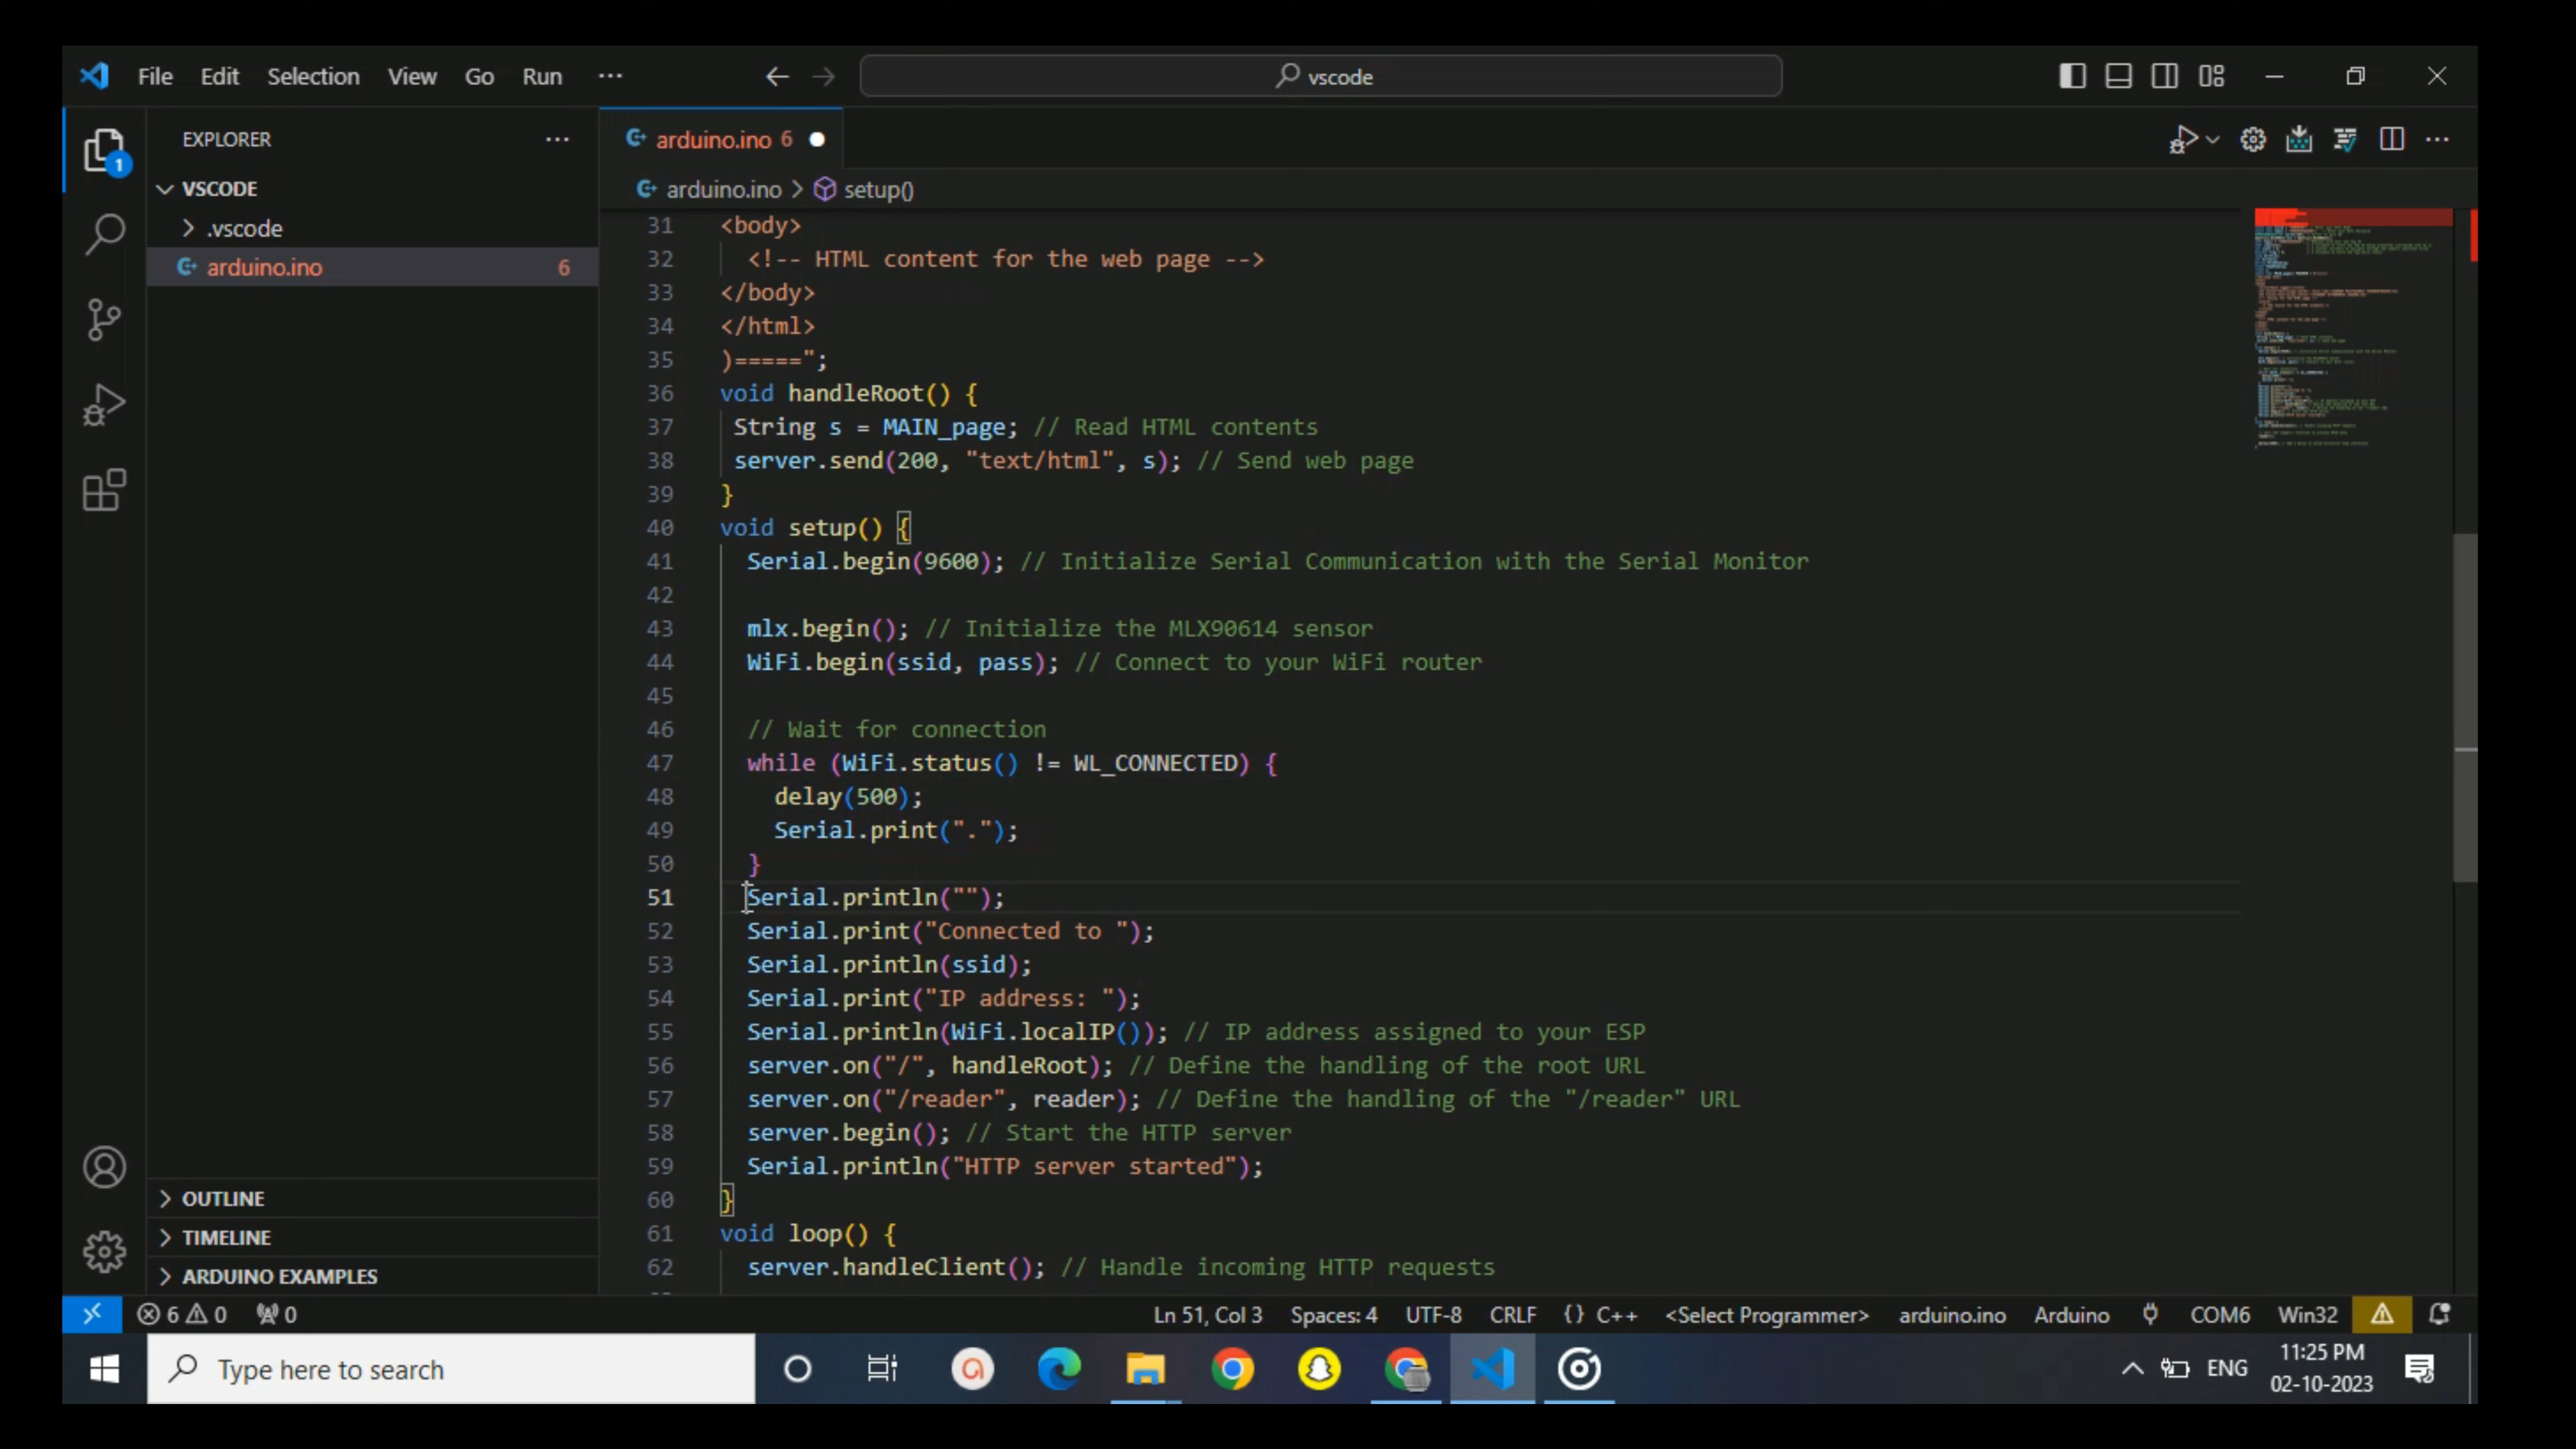 File Edit Selection View Go Run ···
vscode
EXPLORER ···
VSCODE
.vscode
arduino.ino 6
OUTLINE
TIMELINE
ARDUINO EXAMPLES
1
arduino.ino 6
arduino.ino > setup()
31 <body>
32 <!-- HTML content for the web page -->
33 </body>
34 </html>
35 )=====";
36 void handleRoot() {
37 String s = MAIN_page; // Read HTML contents
38 server.send(200, "text/html", s); // Send web page
39 }
40 void setup() {
41 Serial.begin(9600); // Initialize Serial Communication with the Serial Monitor
42
43 mlx.begin(); // Initialize the MLX90614 sensor
44 WiFi.begin(ssid, pass); // Connect to your WiFi router
45
46 // Wait for connection
47 while (WiFi.status() != WL_CONNECTED) {
48 delay(500);
49 Serial.print(".");
50 }
51 Serial.println("");
52 Serial.print("Connected to ");
53 Serial.println(ssid);
54 Serial.print("IP address: ");
55 Serial.println(WiFi.localIP()); // IP address assigned to your ESP
56 server.on("/", handleRoot); // Define the handling of the root URL
57 server.on("/reader", reader); // Define the handling of the "/reader" URL
58 server.begin(); // Start the HTTP server
59 Serial.println("HTTP server started");
60 }
61 void loop() {
62 server.handleClient(); // Handle incoming HTTP requests
6 0 0 Ln 51, Col 3 Spaces: 4 UTF-8 CRLF {} C++ <Select Programmer> arduino.ino Arduino COM6 Win32
Type here to search
ENG
11:25 PM
02-10-2023